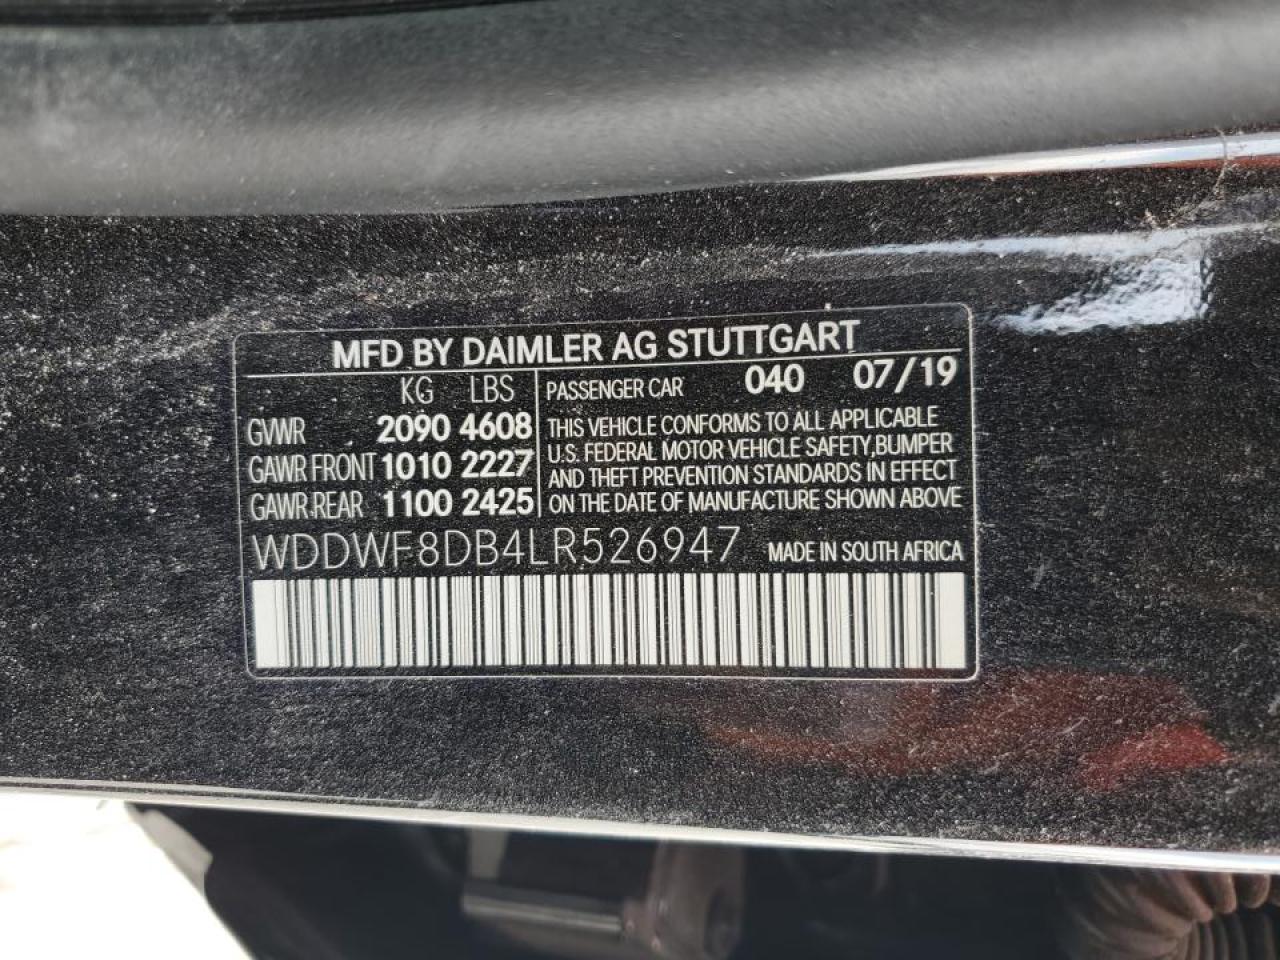 MFD BY DAIMLER AG STUTTGART
KG LBS
GVWR 2090 4608
GAWR FRONT 1010 2227
GAWR REAR 1100 2425
PASSENGER CAR 040 07/19
THIS VEHICLE CONFORMS TO ALL APPLICABLE
U.S. FEDERAL MOTOR VEHICLE SAFETY, BUMPER
AND THEFT PREVENTION STANDARDS IN EFFECT
ON THE DATE OF MANUFACTURE SHOWN ABOVE
WDDWF8DB4LR526947 MADE IN SOUTH AFRICA